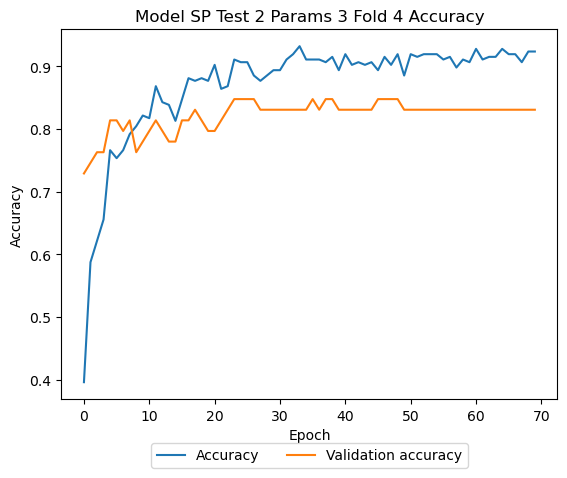 Model SP Test 2 Params 3 Fold 4 Accuracy
Accuracy
0.9
0.8
0.7
0.6
0.5
0.4
0 10 20 30 40 50 60 70
Epoch
Accuracy Validation accuracy